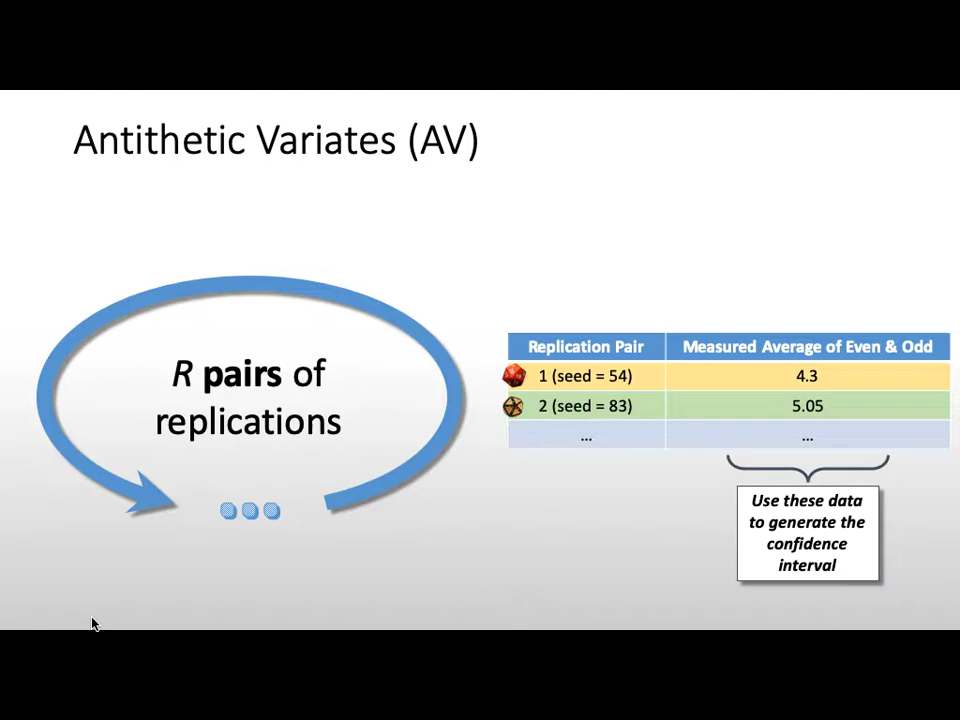 Antithetic Variates (AV)
R pairs of
replications
Replication Pair Measured Average of Even & Odd
1 (seed = 54) 4.3
2 (seed = 83) 5.05
... ...
Use these data
to generate the
confidence
interval